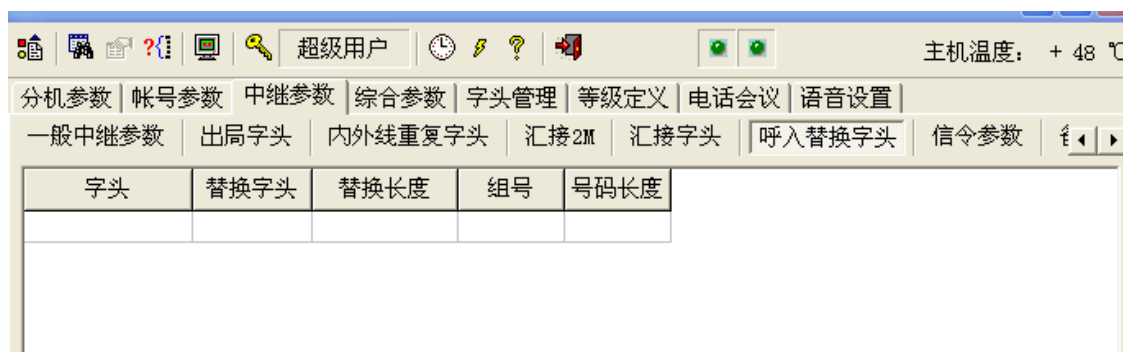 超级用户 主机温度： + 48 ℃
分机参数 帐号参数 中继参数 综合参数 字头管理 等级定义 电话会议 语音设置
一般中继参数 出局字头 内外线重复字头 汇接2M 汇接字头 呼入替换字头 信令参数
字头 替换字头 替换长度 组号 号码长度